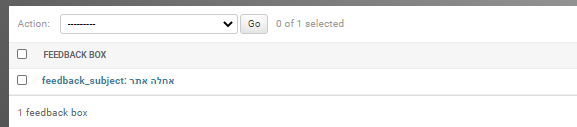 Action: --------- Go 0 of 1 selected
FEEDBACK BOX
feedback_subject: אחלה אתר
1 feedback box